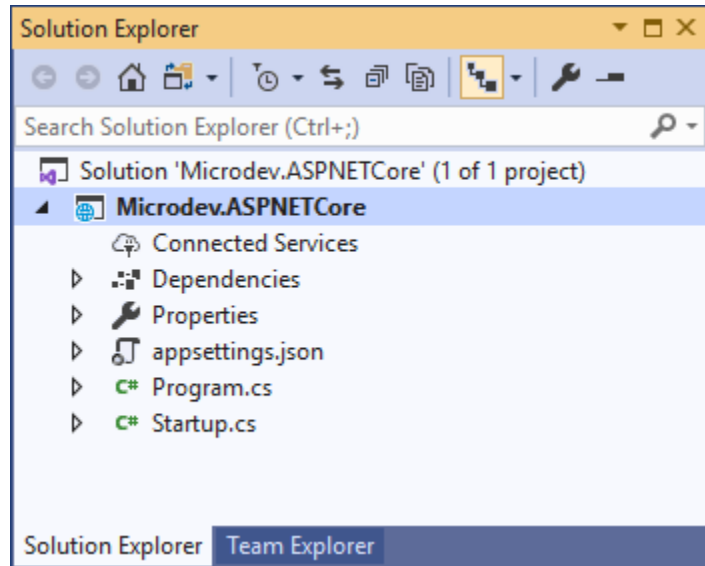 Solution Explorer
Search Solution Explorer (Ctrl+;)
Solution 'Microdev.ASPNETCore' (1 of 1 project)
Microdev.ASPNETCore
Connected Services
Dependencies
Properties
appsettings.json
C# Program.cs
C# Startup.cs
Solution Explorer Team Explorer